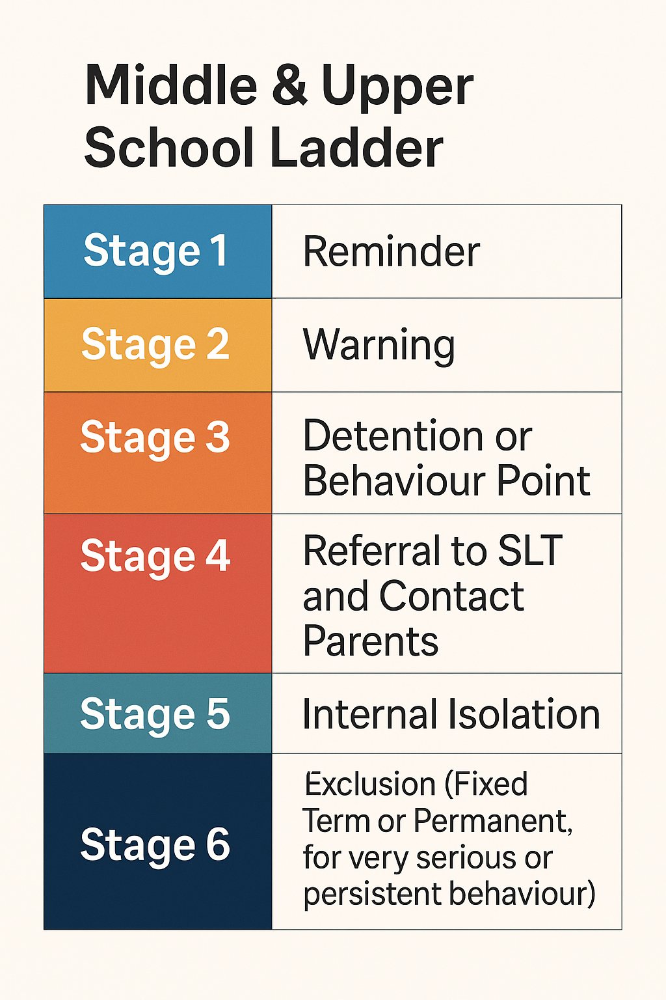 Middle & Upper
School Ladder
Stage 1
Reminder
Stage 2
Warning
Stage 3
Detention or
Behaviour Point
Stage 4
Referral to SLT
and Contact
Parents
Stage 5
Internal Isolation
Stage 6
Exclusion (Fixed
Term or Permanent,
for very serious or
persistent behaviour)